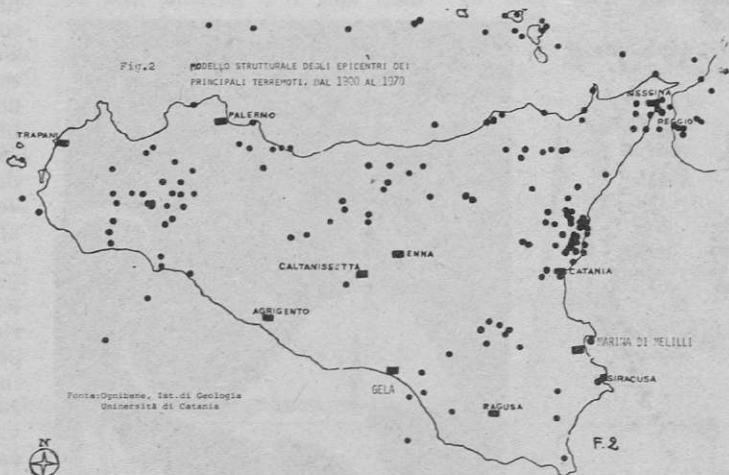 Fig.2 MODELLO STRUTTURALE DEGLI EPICENTRI DEI
PRINCIPALI TERREMOTI. DAL 1900 AL 1970
MESSINA
PALERMO
REGGIO
TRAPANI
ENNA
CALTANISSETTA
CATANIA
AGRIGENTO
MARINA DI MELILLI
GELA
SIRACUSA
RAGUSA
Fonte:Ognibene, Ist.di Geologia
Università di Catania
F.2
N